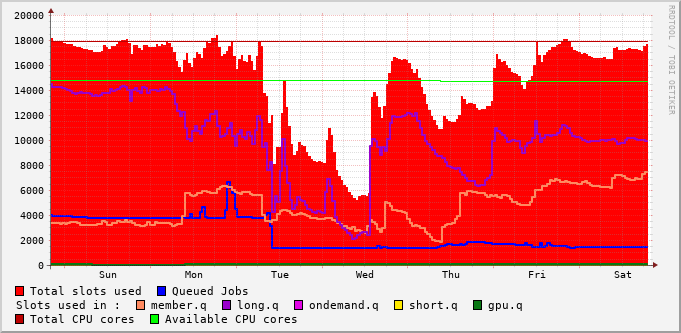 20000
18000
16000
14000
12000
10000
8000
6000
4000
2000
0
Sun Mon Tue Wed Thu Fri Sat
RRDTOOL / TOBI OETIKER
Total slots used Queued Jobs
Slots used in : member.q long.q ondemand.q short.q gpu.q
Total CPU cores Available CPU cores